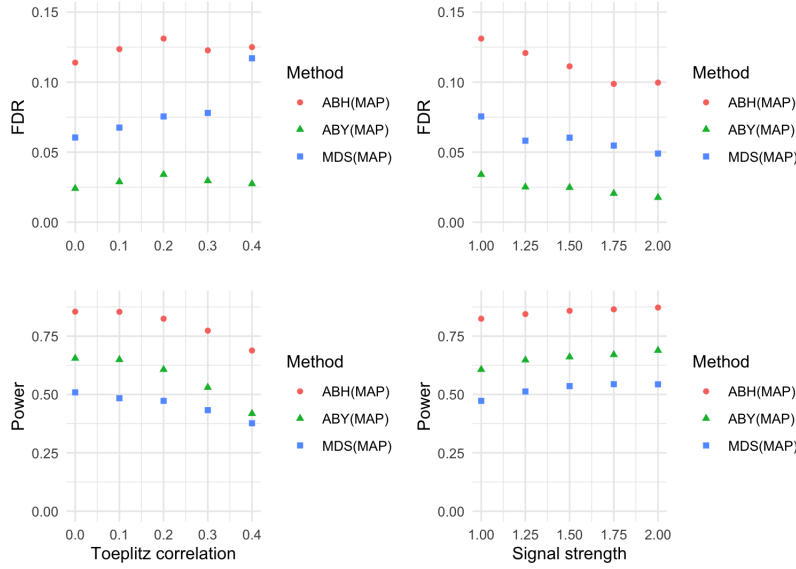 0.15
0.10
0.05
0.00
FDR
0.0 0.1 0.2 0.3 0.4
Method
ABH(MAP)
ABY(MAP)
MDS(MAP)
0.15
0.10
0.05
0.00
FDR
1.00 1.25 1.50 1.75 2.00
Method
ABH(MAP)
ABY(MAP)
MDS(MAP)
0.75
0.50
0.25
0.00
Power
0.0 0.1 0.2 0.3 0.4
Toeplitz correlation
Method
ABH(MAP)
ABY(MAP)
MDS(MAP)
0.75
0.50
0.25
0.00
Power
1.00 1.25 1.50 1.75 2.00
Signal strength
Method
ABH(MAP)
ABY(MAP)
MDS(MAP)